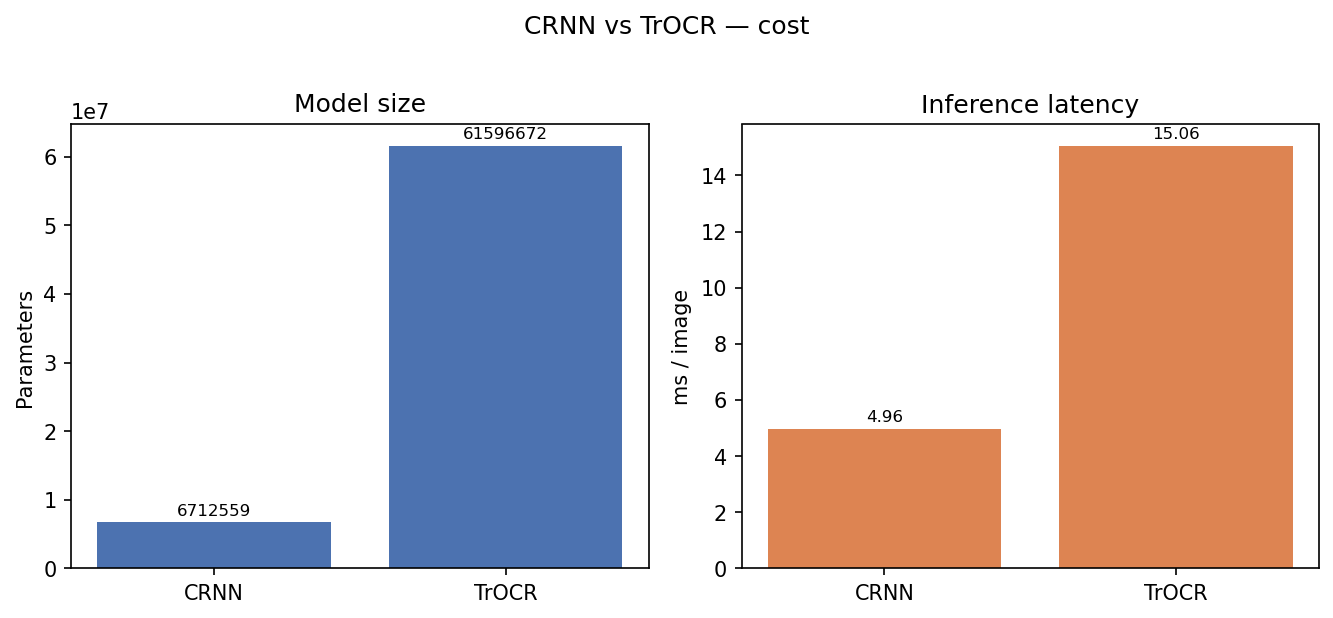 CRNN vs TrOCR — cost
Model size
1e7
Parameters
6
5
4
3
2
1
0
6712559
61596672
CRNN
TrOCR
Inference latency
ms / image
14
12
10
8
6
4
2
0
4.96
15.06
CRNN
TrOCR